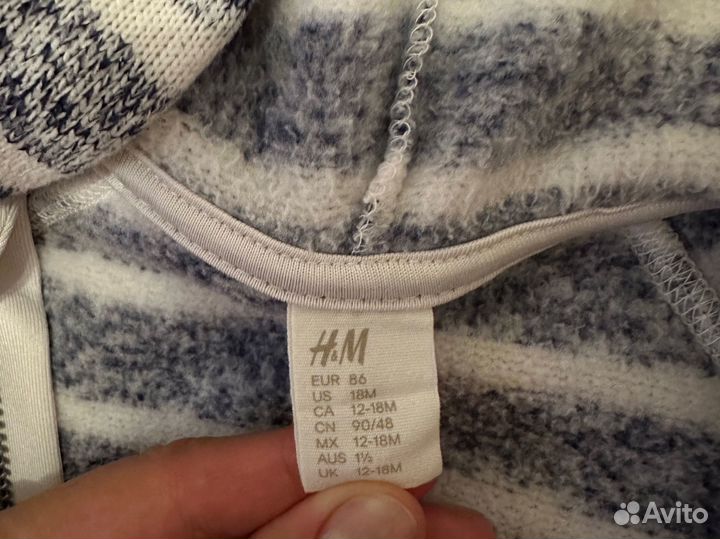 H&M
EUR 86
US 18M
CA 12-18M
CN 90/48
MX 12-18M
AUS 1½
UK 12-18M
Avito